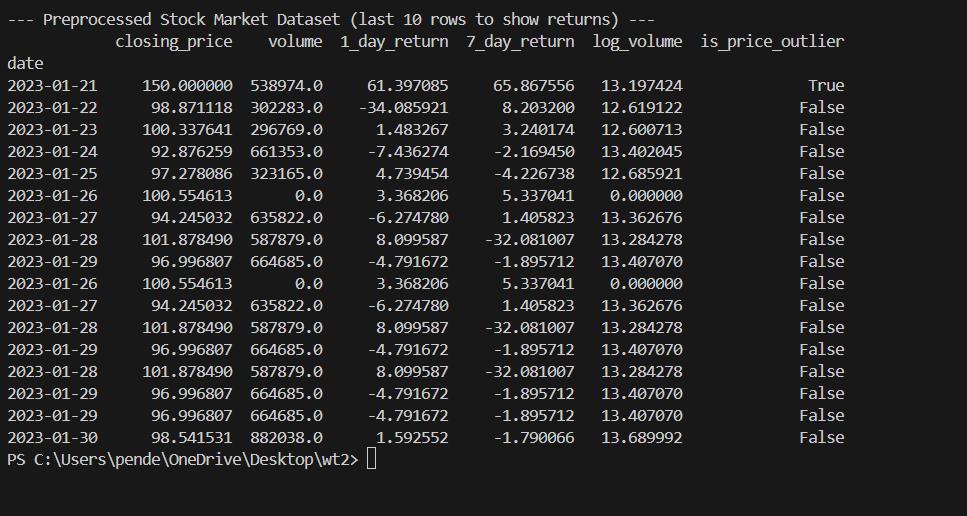 --- Preprocessed Stock Market Dataset (last 10 rows to show returns) ---
closing_price volume 1_day_return 7_day_return log_volume is_price_outlier
date
2023-01-21 150.000000 538974.0 61.397085 65.867556 13.197424 True
2023-01-22 98.871118 302283.0 -34.085921 8.203200 12.619122 False
2023-01-23 100.337641 296769.0 1.483267 3.240174 12.600713 False
2023-01-24 92.876259 661353.0 -7.436274 -2.169450 13.402045 False
2023-01-25 97.278086 323165.0 4.739454 -4.226738 12.685921 False
2023-01-26 100.554613 0.0 3.368206 5.337041 0.000000 False
2023-01-27 94.245032 635822.0 -6.274780 1.405823 13.362676 False
2023-01-28 101.878490 587879.0 8.099587 -32.081007 13.284278 False
2023-01-29 96.996807 664685.0 -4.791672 -1.895712 13.407070 False
2023-01-26 100.554613 0.0 3.368206 5.337041 0.000000 False
2023-01-27 94.245032 635822.0 -6.274780 1.405823 13.362676 False
2023-01-28 101.878490 587879.0 8.099587 -32.081007 13.284278 False
2023-01-29 96.996807 664685.0 -4.791672 -1.895712 13.407070 False
2023-01-28 101.878490 587879.0 8.099587 -32.081007 13.284278 False
2023-01-29 96.996807 664685.0 -4.791672 -1.895712 13.407070 False
2023-01-29 96.996807 664685.0 -4.791672 -1.895712 13.407070 False
2023-01-30 98.541531 882038.0 1.592552 -1.790066 13.689992 False
PS C:\Users\pende\OneDrive\Desktop\wt2>